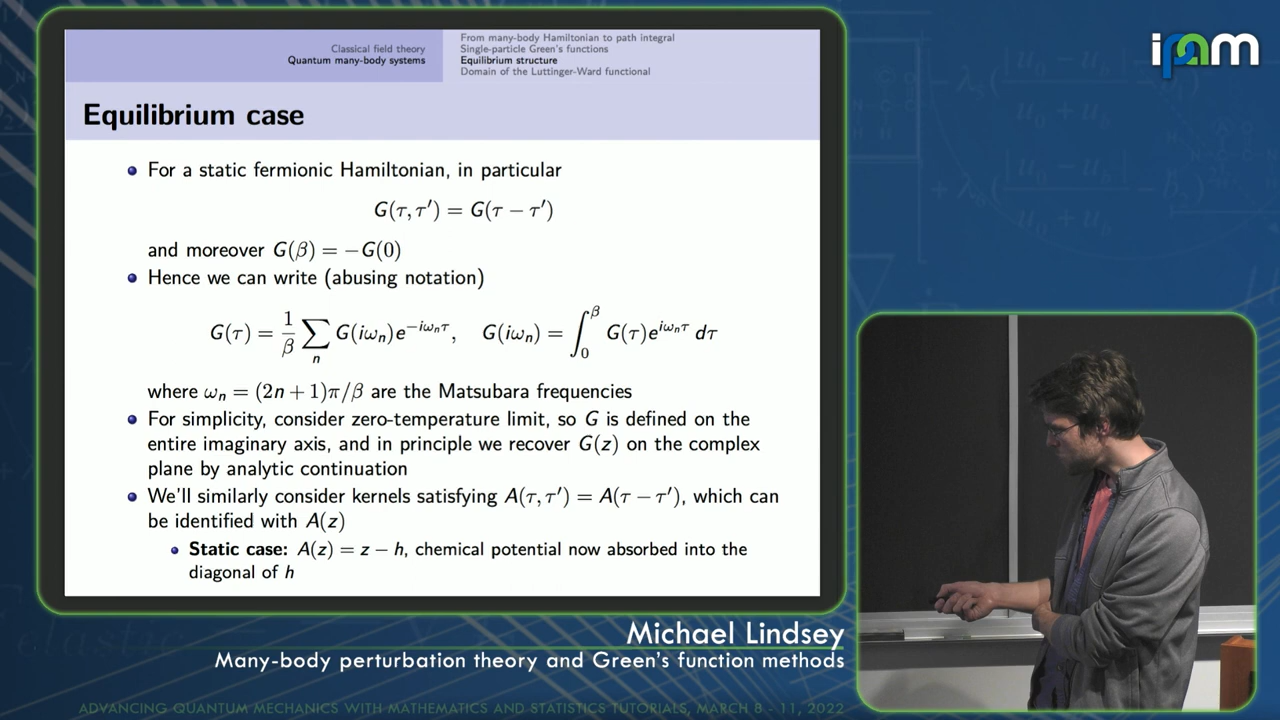 Classical field theory
Quantum many-body systems
From many-body Hamiltonian to path integral
Single-particle Green's functions
Equilibrium structure
Domain of the Luttinger-Ward functional
ipam
Equilibrium case
For a static fermionic Hamiltonian, in particular
G(τ, τ′) = G(τ − τ′)
and moreover G(β) = −G(0)
Hence we can write (abusing notation)
G(τ) = 1/β ∑_n G(iω_n)e^{−iω_nτ}, G(iω_n) = ∫_0^β G(τ)e^{iω_nτ} dτ
where ω_n = (2n + 1)π/β are the Matsubara frequencies
For simplicity, consider zero-temperature limit, so G is defined on the
entire imaginary axis, and in principle we recover G(z) on the complex
plane by analytic continuation
We'll similarly consider kernels satisfying A(τ, τ′) = A(τ − τ′), which can
be identified with A(z)
Static case: A(z) = z − h, chemical potential now absorbed into the
diagonal of h
Michael Lindsey
Many-body perturbation theory and Green's function methods
ADVANCING QUANTUM MECHANICS WITH MATHEMATICS AND STATISTICS TUTORIALS, MARCH 8 - 11, 2022